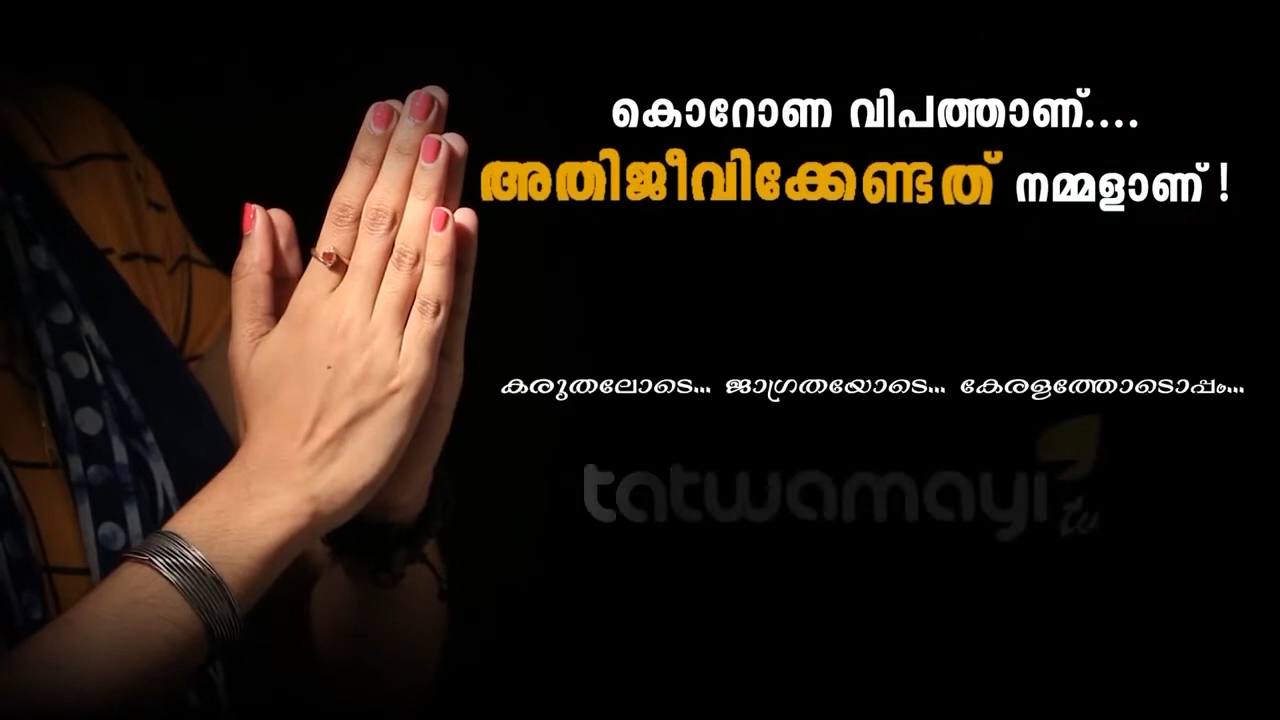 കൊറോണ വിപത്താണ്....
അതിജീവിക്കേണ്ടത് നമ്മളാണ് !
കരുതലോടെ... ജാഗ്രതയോടെ... കേരളത്തോടൊപ്പം...
tatwamayi
tv